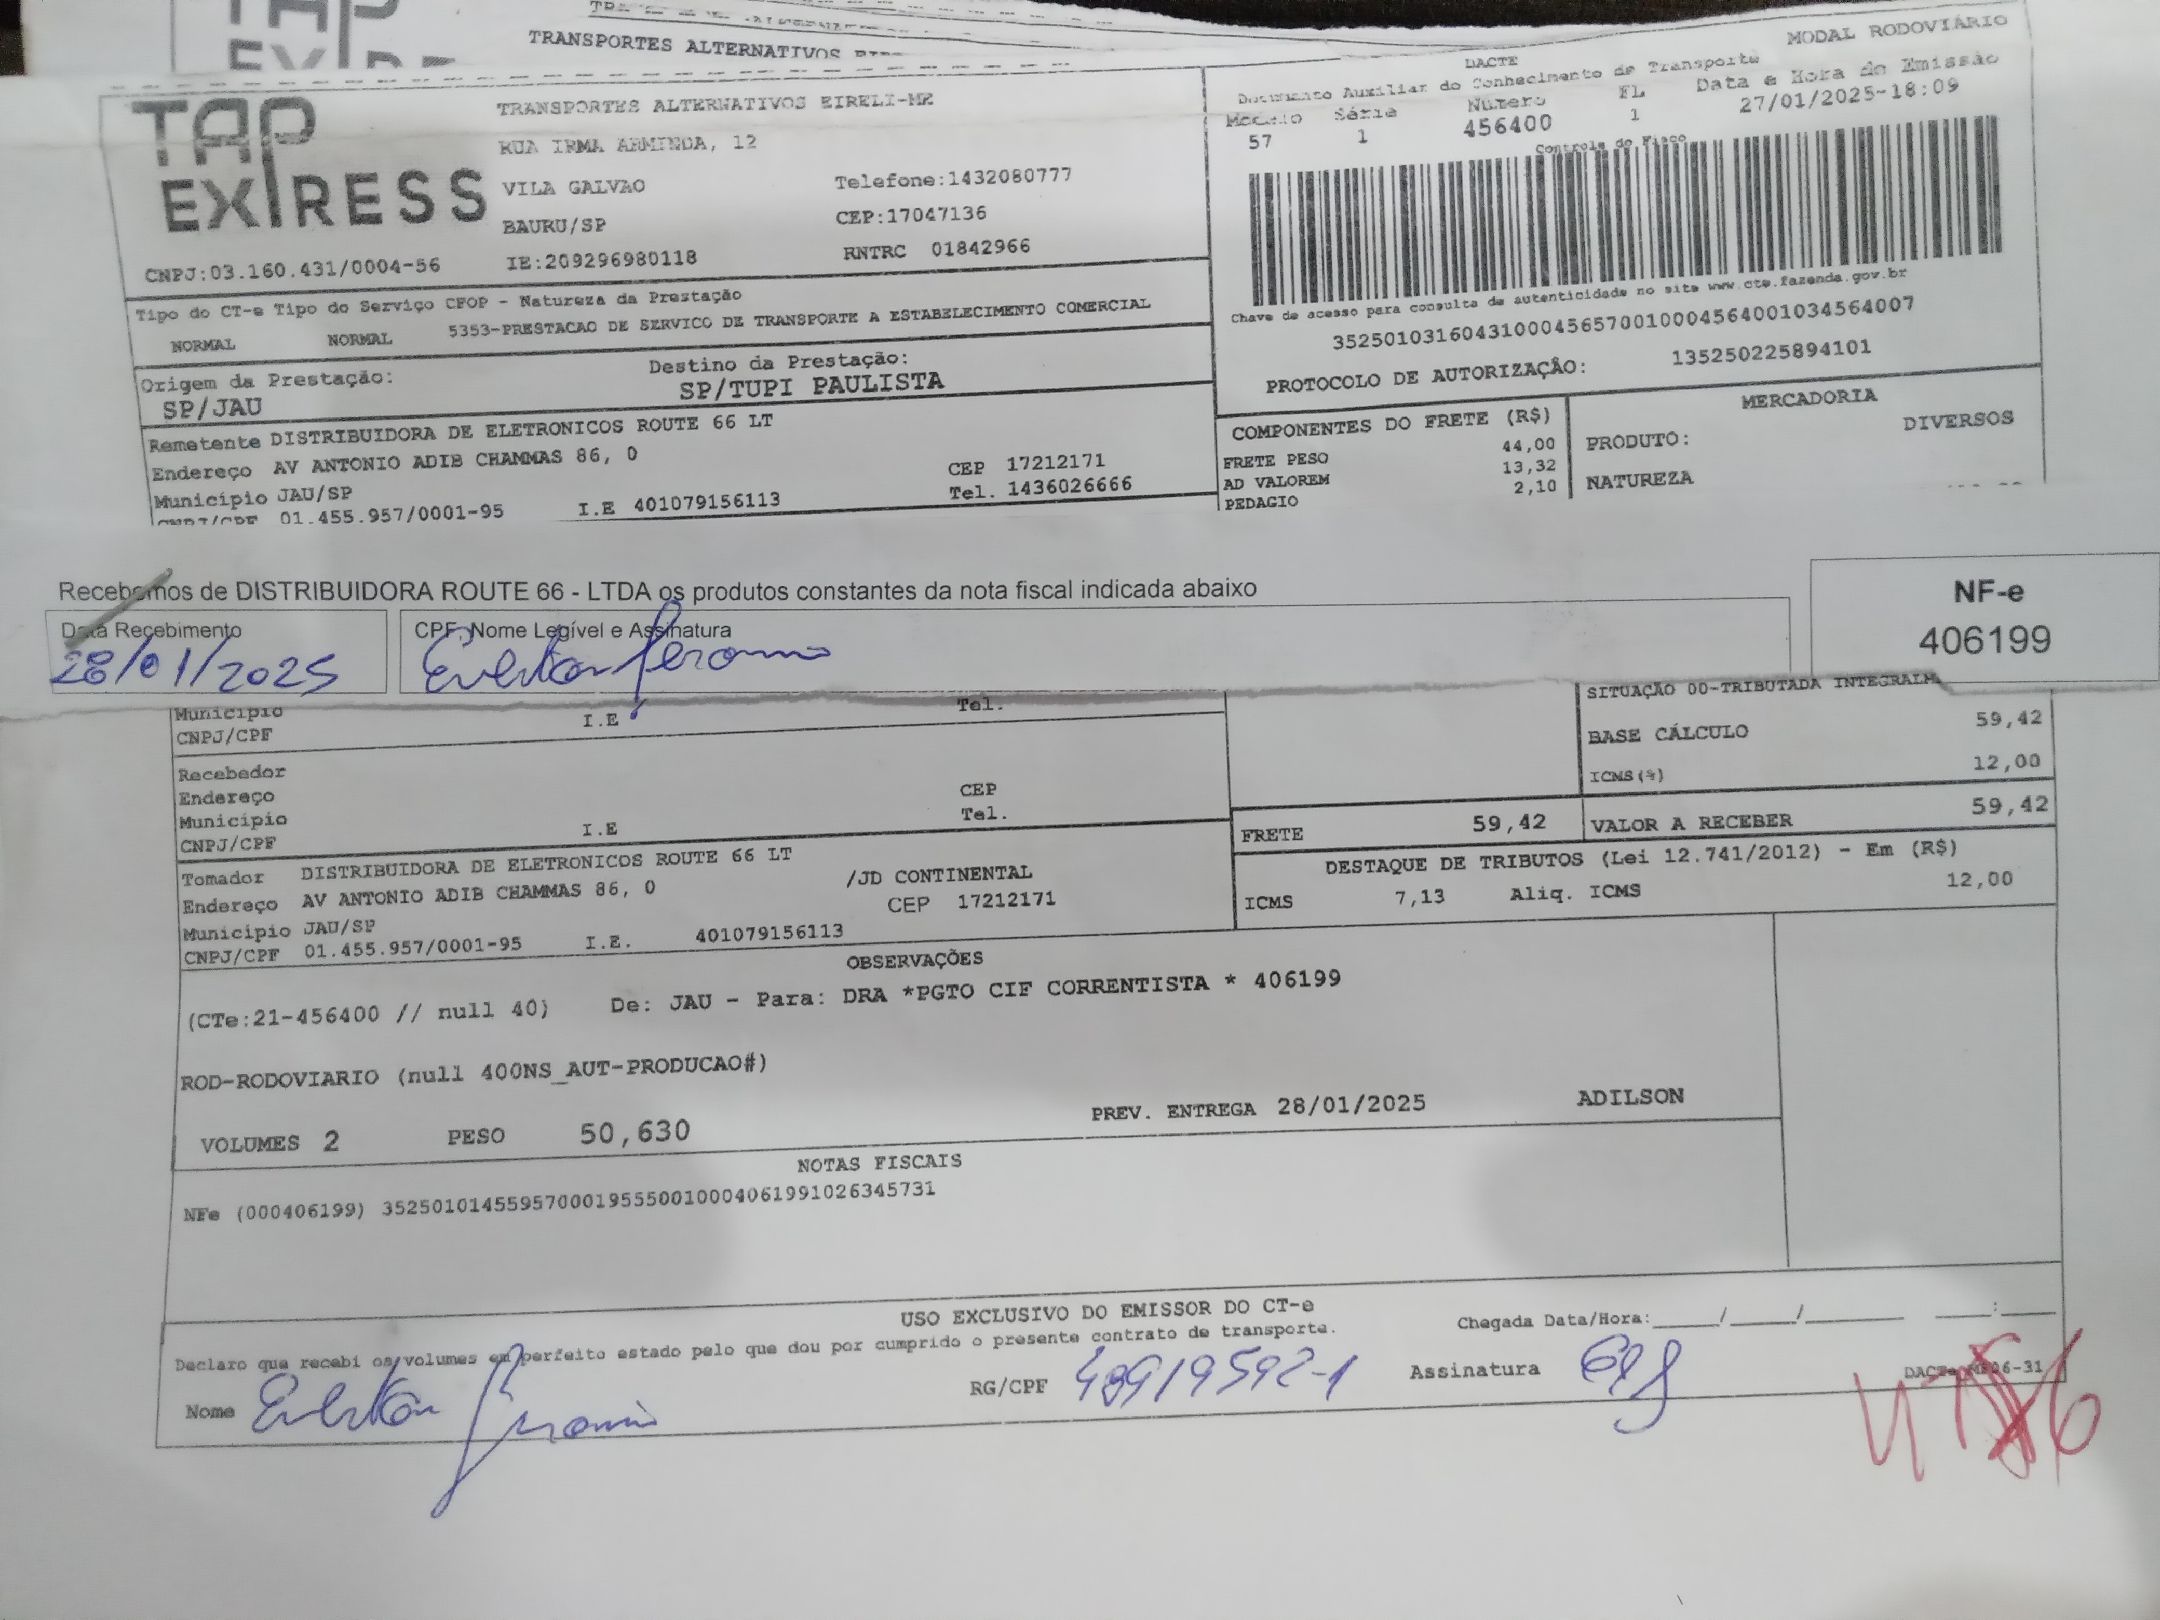 TRANSPORTES ALTERNATIVOS
MODAL RODOVIÁRIO
TAP EXPRESS
TRANSPORTES ALTERNATIVOS EIRELI-ME
RUA IRMA ARMINDA, 12
VILA GALVAO Telefone:1432080777
BAURU/SP CEP:17047136
CNPJ:03.160.431/0004-56 IE:209296980118 RNTRC 01842966
DACTE
Documento Auxiliar do Conhecimento de Transporte
Modelo Série Número FL Data e Hora de Emissão
57 1 456400 1 27/01/2025-18:09
Controle do Fisco
Chave de acesso para consulta de autenticidade no site www.cte.fazenda.gov.br
35250103160431000456570010004564001034564007
PROTOCOLO DE AUTORIZAÇÃO: 135250225894101
Tipo do CT-e Tipo do Serviço CFOP - Natureza da Prestação
NORMAL NORMAL 5353-PRESTACAO DE SERVICO DE TRANSPORTE A ESTABELECIMENTO COMERCIAL
Origem da Prestação: Destino da Prestação:
SP/JAU SP/TUPI PAULISTA
Remetente DISTRIBUIDORA DE ELETRONICOS ROUTE 66 LT
Endereço AV ANTONIO ADIB CHAMMAS 86, 0 CEP 17212171
Município JAU/SP Tel. 1436026666
CNPJ/CPF 01.455.957/0001-95 I.E 401079156113
COMPONENTES DO FRETE (R$)
FRETE PESO 44,00
AD VALOREM 13,32
PEDAGIO 2,10
MERCADORIA
PRODUTO: DIVERSOS
NATUREZA
Recebemos de DISTRIBUIDORA ROUTE 66 - LTDA os produtos constantes da nota fiscal indicada abaixo
Data Recebimento CPF, Nome Legível e Assinatura
28/01/2025 Everton Jeronimo
NF-e
406199
Município I.E Tel.
CNPJ/CPF
SITUAÇÃO 00-TRIBUTADA INTEGRALM
BASE CÁLCULO 59,42
ICMS(%) 12,00
Recebedor
Endereço CEP
Município Tel.
CNPJ/CPF I.E
FRETE 59,42 VALOR A RECEBER 59,42
Tomador DISTRIBUIDORA DE ELETRONICOS ROUTE 66 LT
Endereço AV ANTONIO ADIB CHAMMAS 86, 0 /JD CONTINENTAL
Município JAU/SP CEP 17212171
CNPJ/CPF 01.455.957/0001-95 I.E. 401079156113
DESTAQUE DE TRIBUTOS (Lei 12.741/2012) - Em (R$)
ICMS 7,13 Aliq. ICMS 12,00
OBSERVAÇÕES
(CTe:21-456400 // null 40) De: JAU - Para: DRA *PGTO CIF CORRENTISTA * 406199
ROD-RODOVIARIO (null 400NS_AUT-PRODUCAO#)
VOLUMES 2 PESO 50,630 PREV. ENTREGA 28/01/2025 ADILSON
NOTAS FISCAIS
NFe (000406199) 35250101455957000195550010004061991026345731
USO EXCLUSIVO DO EMISSOR DO CT-e
Declaro que recebi os volumes em perfeito estado pelo que dou por cumprido o presente contrato de transporte.
Chegada Data/Hora:_____/_____/_______ ____:____
Nome Everton Jeronimo RG/CPF 48919592-1 Assinatura